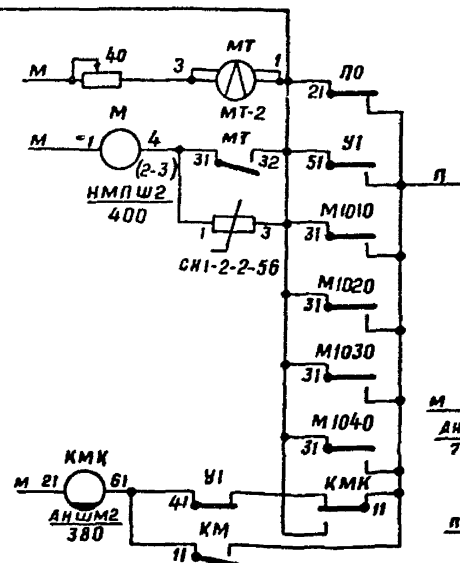 М 40 3 МТ 1 ПО
МТ-2 21
М М У1
-1 4 МТ
(2-3) 31 32 51 П
НМПШ2
400
М1010
31
1 3
СН1-2-2-56
М1020
31
М1030
31
М1040
31
М
АН
7
КМК У1 КМК
М 21 61 41 11
АНШМ2
380
КМ
11
П